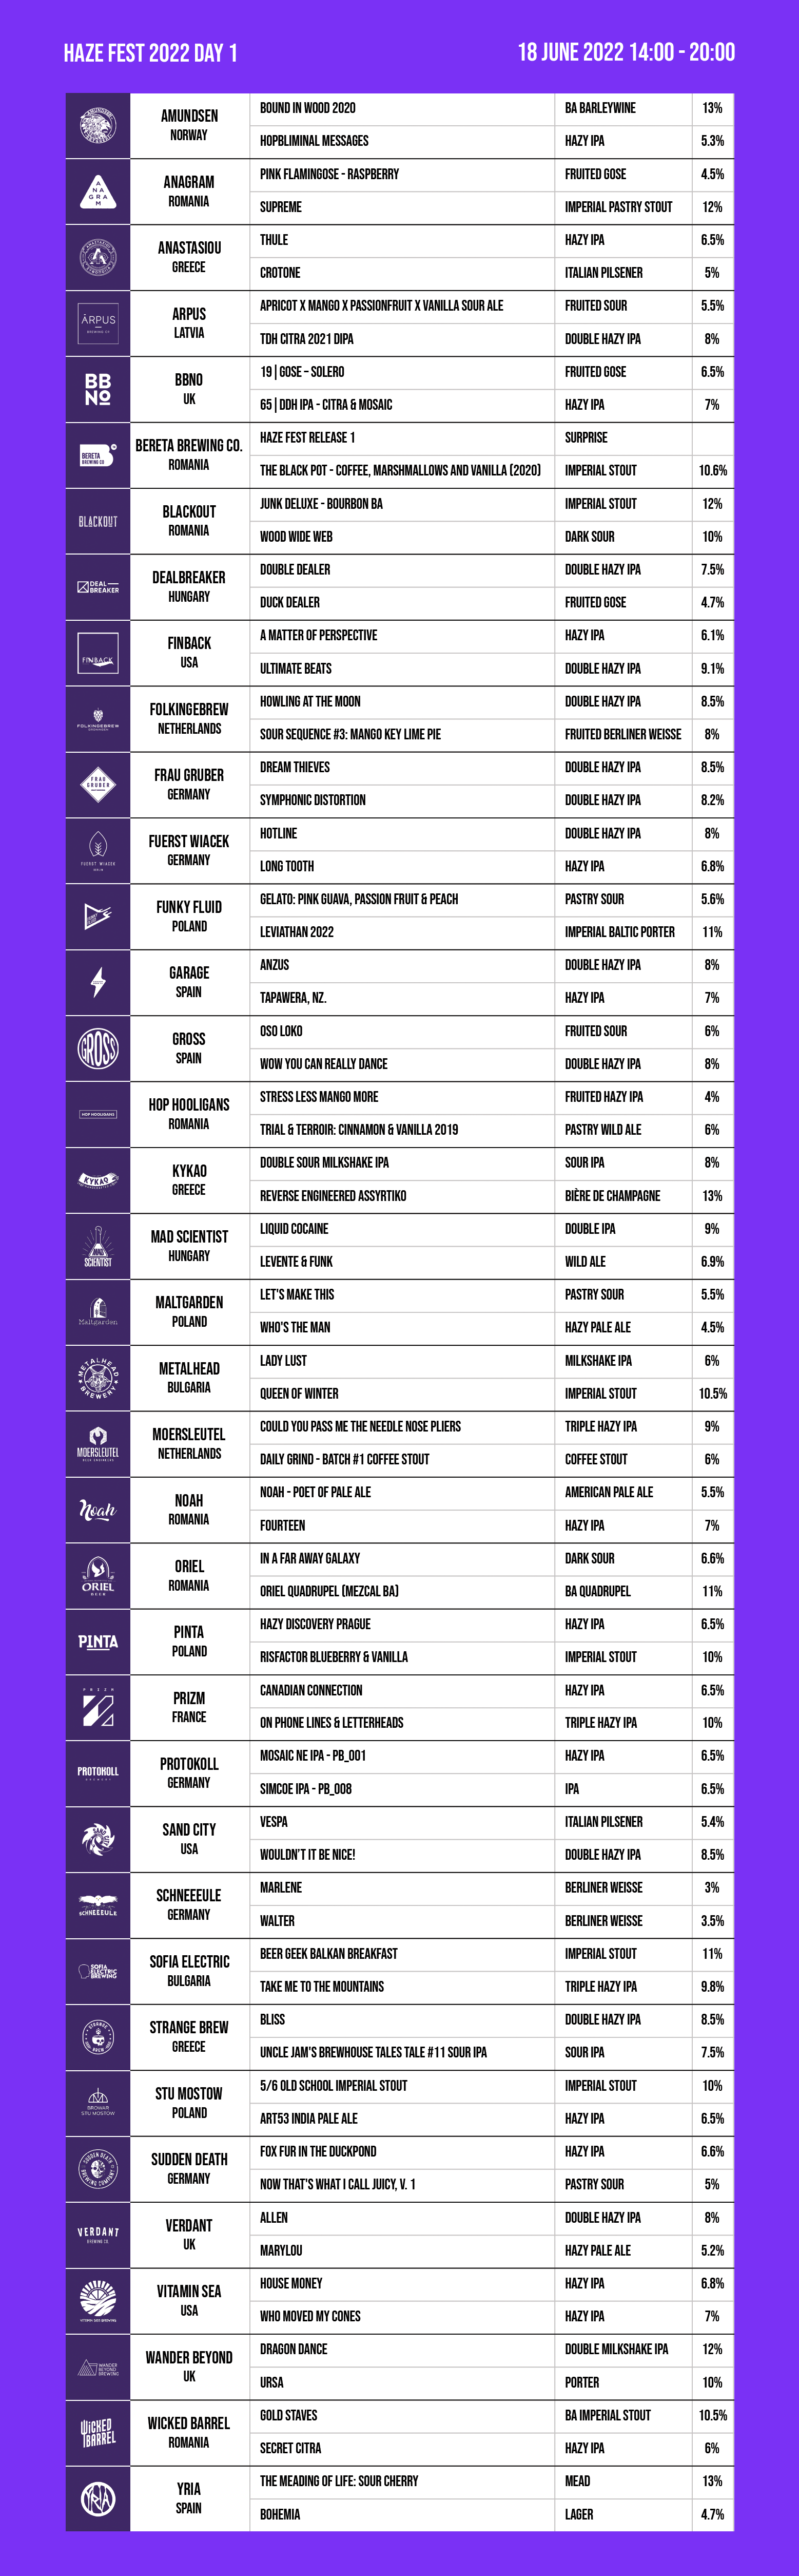 HAZE FEST 2022 DAY 1
18 JUNE 2022 14:00 - 20:00
AMUNDSEN
NORWAY
BOUND IN WOOD 2020 BA BARLEYWINE 13%
HOPBLIMINAL MESSAGES HAZY IPA 5.3%
ANAGRAM
ANAGRAM
ROMANIA
PINK FLAMINGOSE - RASPBERRY FRUITED GOSE 4.5%
SUPREME IMPERIAL PASTRY STOUT 12%
ANASTASIOU
GREECE
THULE HAZY IPA 6.5%
CROTONE ITALIAN PILSENER 5%
ĀRPUS
BREWING CO
ARPUS
LATVIA
APRICOT X MANGO X PASSIONFRUIT X VANILLA SOUR ALE FRUITED SOUR 5.5%
TDH CITRA 2021 DIPA DOUBLE HAZY IPA 8%
BB
NO
BBNO
UK
19 | GOSE – SOLERO FRUITED GOSE 6.5%
65 | DDH IPA - CITRA & MOSAIC HAZY IPA 7%
BERETA
BREWING CO
BERETA BREWING CO.
ROMANIA
HAZE FEST RELEASE 1 SURPRISE
THE BLACK POT - COFFEE, MARSHMALLOWS AND VANILLA (2020) IMPERIAL STOUT 10.6%
BLACKOUT
BLACKOUT
ROMANIA
JUNK DELUXE - BOURBON BA IMPERIAL STOUT 12%
WOOD WIDE WEB DARK SOUR 10%
DEAL
BREAKER
DEALBREAKER
HUNGARY
DOUBLE DEALER DOUBLE HAZY IPA 7.5%
DUCK DEALER FRUITED GOSE 4.7%
FINBACK
FINBACK
USA
A MATTER OF PERSPECTIVE HAZY IPA 6.1%
ULTIMATE BEATS DOUBLE HAZY IPA 9.1%
FOLKINGEBREW
FOLKINGEBREW
NETHERLANDS
HOWLING AT THE MOON DOUBLE HAZY IPA 8.5%
SOUR SEQUENCE #3: MANGO KEY LIME PIE FRUITED BERLINER WEISSE 8%
FRAU
GRUBER
FRAU GRUBER
GERMANY
DREAM THIEVES DOUBLE HAZY IPA 8.5%
SYMPHONIC DISTORTION DOUBLE HAZY IPA 8.2%
FUERST WIACEK
BERLIN
FUERST WIACEK
GERMANY
HOTLINE DOUBLE HAZY IPA 8%
LONG TOOTH HAZY IPA 6.8%
FUNKY FLUID
POLAND
GELATO: PINK GUAVA, PASSION FRUIT & PEACH PASTRY SOUR 5.6%
LEVIATHAN 2022 IMPERIAL BALTIC PORTER 11%
GARAGE
SPAIN
ANZUS DOUBLE HAZY IPA 8%
TAPAWERA, NZ. HAZY IPA 7%
GROSS
GROSS
SPAIN
OSO LOKO FRUITED SOUR 6%
WOW YOU CAN REALLY DANCE DOUBLE HAZY IPA 8%
HOP HOOLIGANS
HOP HOOLIGANS
ROMANIA
STRESS LESS MANGO MORE FRUITED HAZY IPA 4%
TRIAL & TERROIR: CINNAMON & VANILLA 2019 PASTRY WILD ALE 6%
KYKAO
KYKAO
GREECE
DOUBLE SOUR MILKSHAKE IPA SOUR IPA 8%
REVERSE ENGINEERED ASSYRTIKO BIÈRE DE CHAMPAGNE 13%
MAD
SCIENTIST
MAD SCIENTIST
HUNGARY
LIQUID COCAINE DOUBLE IPA 9%
LEVENTE & FUNK WILD ALE 6.9%
Maltgarden
MALTGARDEN
POLAND
LET'S MAKE THIS PASTRY SOUR 5.5%
WHO'S THE MAN HAZY PALE ALE 4.5%
METALHEAD
BREWERY
METALHEAD
BULGARIA
LADY LUST MILKSHAKE IPA 6%
QUEEN OF WINTER IMPERIAL STOUT 10.5%
MOERSLEUTEL
MOERSLEUTEL
NETHERLANDS
COULD YOU PASS ME THE NEEDLE NOSE PLIERS TRIPLE HAZY IPA 9%
DAILY GRIND - BATCH #1 COFFEE STOUT COFFEE STOUT 6%
Noah
NOAH
ROMANIA
NOAH - POET OF PALE ALE AMERICAN PALE ALE 5.5%
FOURTEEN HAZY IPA 7%
ORIEL
BEER
ORIEL
ROMANIA
IN A FAR AWAY GALAXY DARK SOUR 6.6%
ORIEL QUADRUPEL (MEZCAL BA) BA QUADRUPEL 11%
PINTA
PINTA
POLAND
HAZY DISCOVERY PRAGUE HAZY IPA 6.5%
RISFACTOR BLUEBERRY & VANILLA IMPERIAL STOUT 10%
PRIZM
PRIZM
FRANCE
CANADIAN CONNECTION HAZY IPA 6.5%
ON PHONE LINES & LETTERHEADS TRIPLE HAZY IPA 10%
PROTOKOLL
BREWERY
PROTOKOLL
GERMANY
MOSAIC NE IPA - PB_001 HAZY IPA 6.5%
SIMCOE IPA - PB_008 IPA 6.5%
SAND CITY
USA
VESPA ITALIAN PILSENER 5.4%
WOULDN'T IT BE NICE! DOUBLE HAZY IPA 8.5%
SCHNEEEULE
SCHNEEEULE
GERMANY
MARLENE BERLINER WEISSE 3%
WALTER BERLINER WEISSE 3.5%
SOFIA
ELECTRIC
BREWING
SOFIA ELECTRIC
BULGARIA
BEER GEEK BALKAN BREAKFAST IMPERIAL STOUT 11%
TAKE ME TO THE MOUNTAINS TRIPLE HAZY IPA 9.8%
STRANGE
BREW
STRANGE BREW
GREECE
BLISS DOUBLE HAZY IPA 8.5%
UNCLE JAM'S BREWHOUSE TALES TALE #11 SOUR IPA SOUR IPA 7.5%
BROWAR
STU MOSTOW
STU MOSTOW
POLAND
5/6 OLD SCHOOL IMPERIAL STOUT IMPERIAL STOUT 10%
ART53 INDIA PALE ALE HAZY IPA 6.5%
SUDDEN DEATH
BREWING COMPANY
SUDDEN DEATH
GERMANY
FOX FUR IN THE DUCKPOND HAZY IPA 6.6%
NOW THAT'S WHAT I CALL JUICY, V. 1 PASTRY SOUR 5%
VERDANT
BREWING CO.
VERDANT
UK
ALLEN DOUBLE HAZY IPA 8%
MARYLOU HAZY PALE ALE 5.2%
VITAMIN SEA BREWING
VITAMIN SEA
USA
HOUSE MONEY HAZY IPA 6.8%
WHO MOVED MY CONES HAZY IPA 7%
WANDER
BEYOND
BREWING
WANDER BEYOND
UK
DRAGON DANCE DOUBLE MILKSHAKE IPA 12%
URSA PORTER 10%
WICKED
BARREL
WICKED BARREL
ROMANIA
GOLD STAVES BA IMPERIAL STOUT 10.5%
SECRET CITRA HAZY IPA 6%
YRIA
YRIA
SPAIN
THE MEADING OF LIFE: SOUR CHERRY MEAD 13%
BOHEMIA LAGER 4.7%